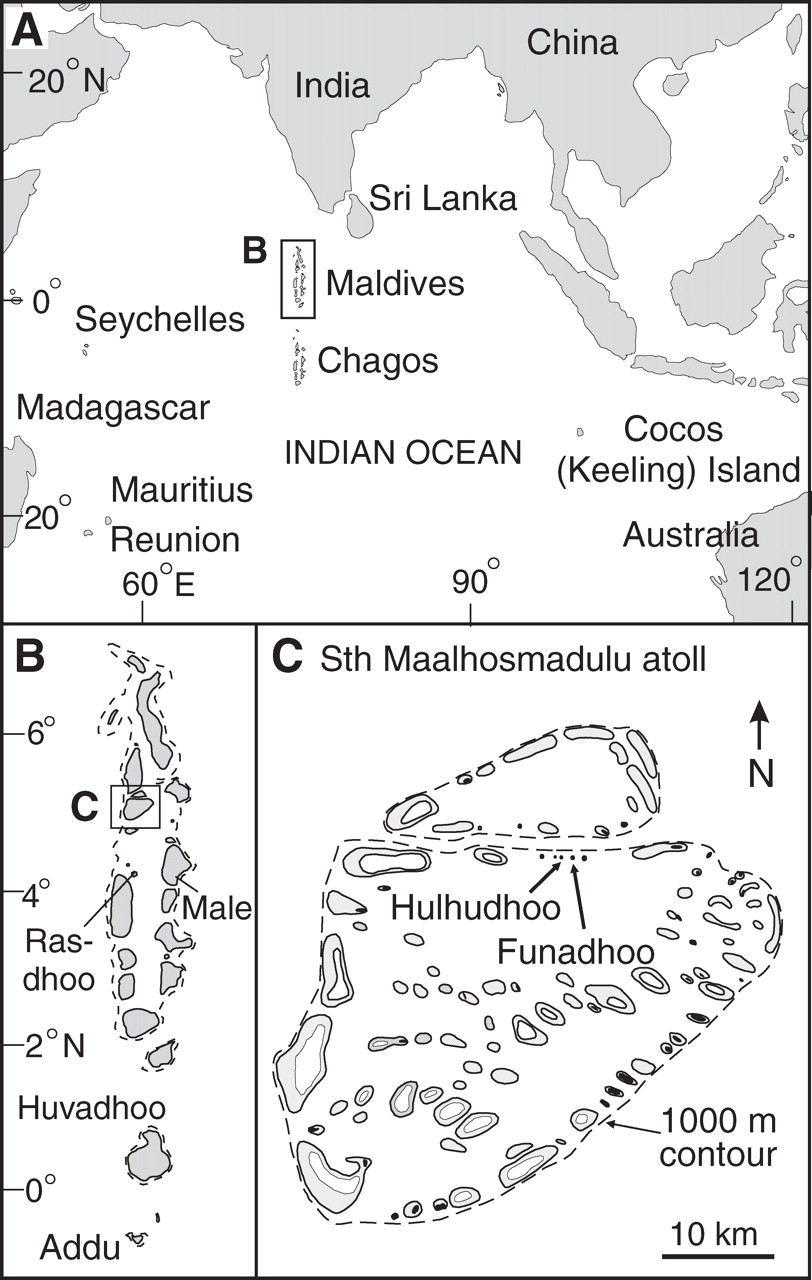 A
20°N
India
China
Sri Lanka
B
Maldives
0°
Seychelles
Chagos
Madagascar
INDIAN OCEAN
Cocos
(Keeling) Island
Mauritius
20°
Reunion
Australia
60°E
90°
120°
B
6°
C
4°
Male
Ras-
dhoo
2°N
Huvadhoo
0°
Addu
C Sth Maalhosmadulu atoll
N
Hulhudhoo
Funadhoo
1000 m
contour
10 km